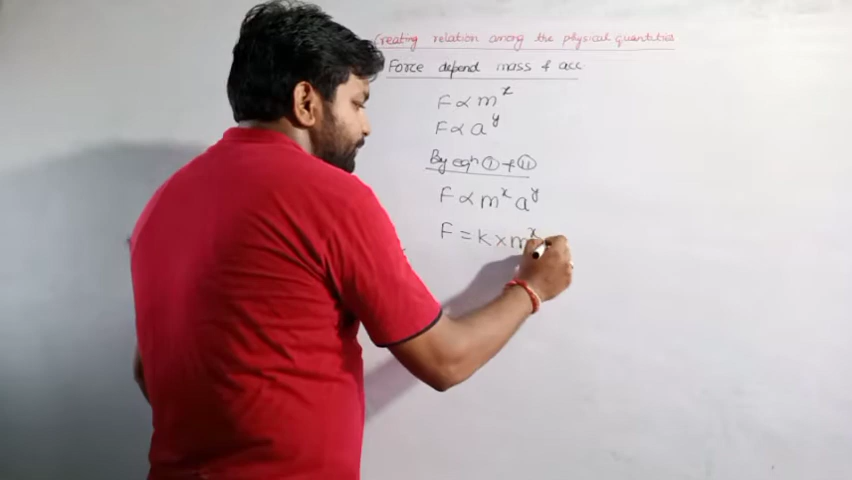 Creating relation among the physical quantities
Force depend mass & acc
F ∝ m^x
F ∝ a^y
By eqn ① & ②
F ∝ m^x a^y
F = K × m^x